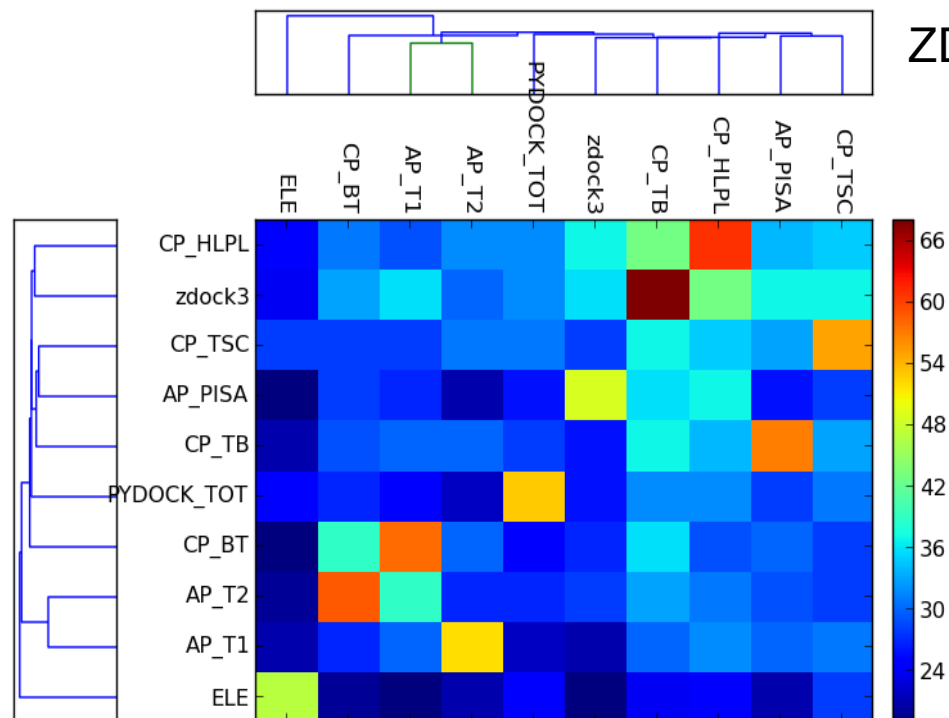 ZD
ELE
CP_BT
AP_T1
AP_T2
PYDOCK_TOT
zdock3
CP_TB
CP_HLPL
AP_PISA
CP_TSC
CP_HLPL
zdock3
CP_TSC
AP_PISA
CP_TB
PYDOCK_TOT
CP_BT
AP_T2
AP_T1
ELE
66
60
54
48
42
36
30
24